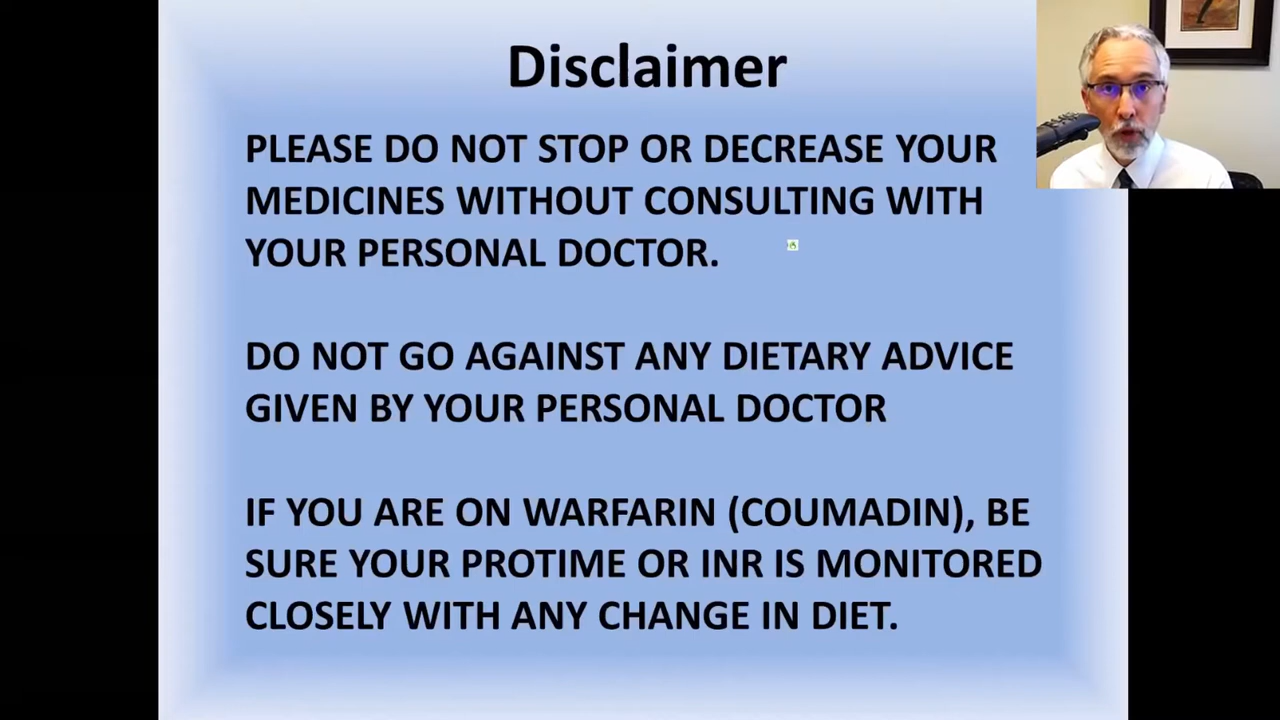 Disclaimer
PLEASE DO NOT STOP OR DECREASE YOUR
MEDICINES WITHOUT CONSULTING WITH
YOUR PERSONAL DOCTOR.
DO NOT GO AGAINST ANY DIETARY ADVICE
GIVEN BY YOUR PERSONAL DOCTOR
IF YOU ARE ON WARFARIN (COUMADIN), BE
SURE YOUR PROTIME OR INR IS MONITORED
CLOSELY WITH ANY CHANGE IN DIET.